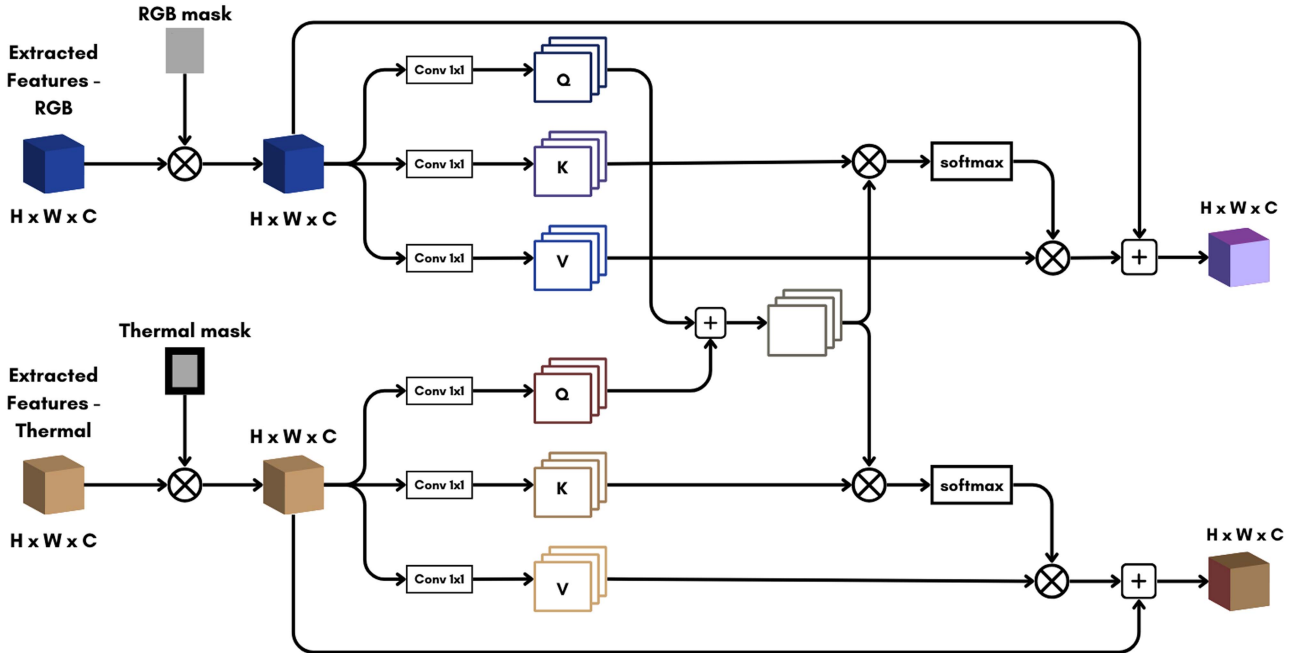 RGB mask
Extracted
Features -
RGB
H x W x C
H x W x C
Conv 1x1
Q
Conv 1x1
K
Conv 1x1
V
softmax
H x W x C
+
+
Thermal mask
Extracted
Features -
Thermal
H x W x C
H x W x C
Conv 1x1
Q
Conv 1x1
K
Conv 1x1
V
softmax
H x W x C
+